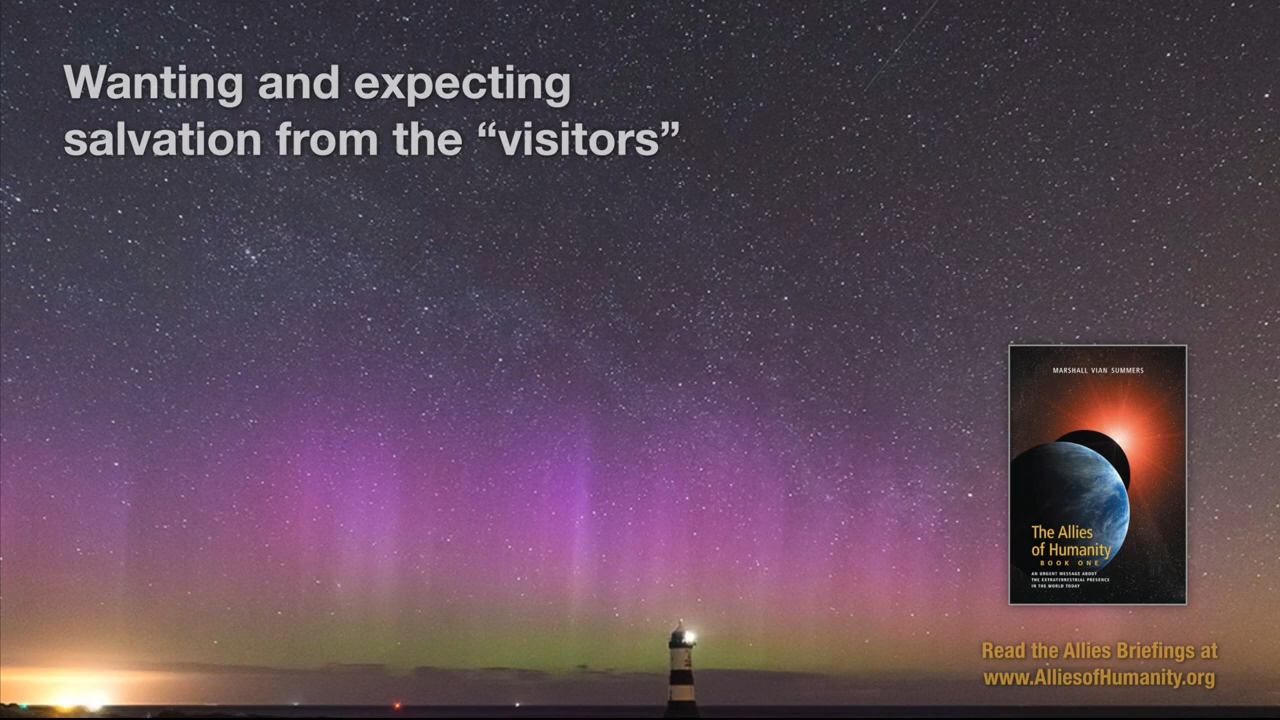 Wanting and expecting
salvation from the “visitors”
MARSHALL VIAN SUMMERS
The Allies
of Humanity
BOOK ONE
AN URGENT MESSAGE ABOUT
THE EXTRATERRESTRIAL PRESENCE
IN THE WORLD TODAY
Read the Allies Briefings at
www.AlliesofHumanity.org